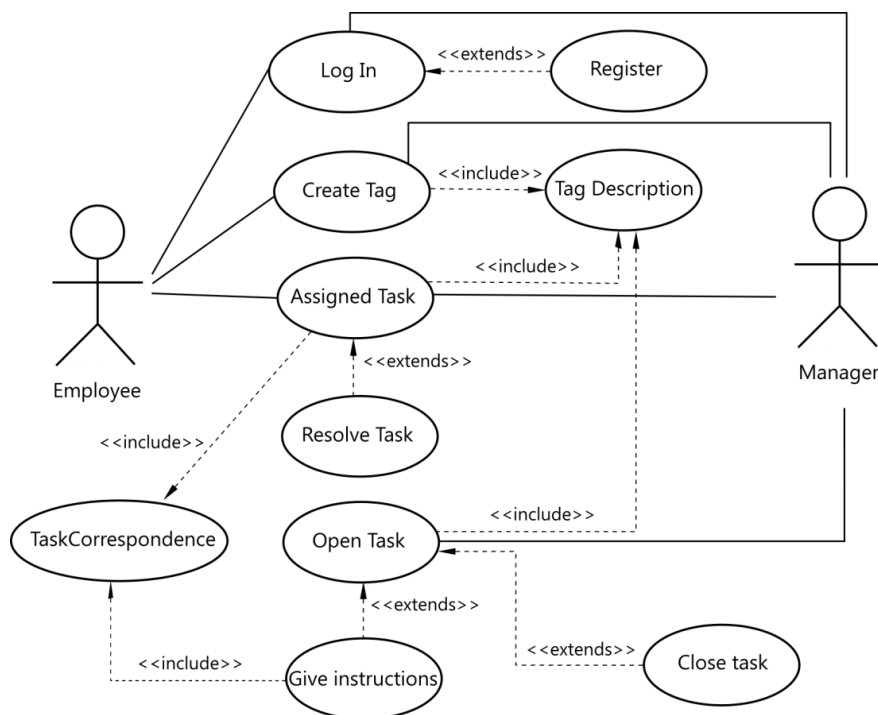 Log In
<<extends>>
Register
Create Tag
<<include>>
Tag Description
Assigned Task
<<include>>
Employee
Manager
<<extends>>
Resolve Task
<<include>>
TaskCorrespondence
Open Task
<<include>>
<<extends>>
<<extends>>
Close task
<<include>>
Give instructions